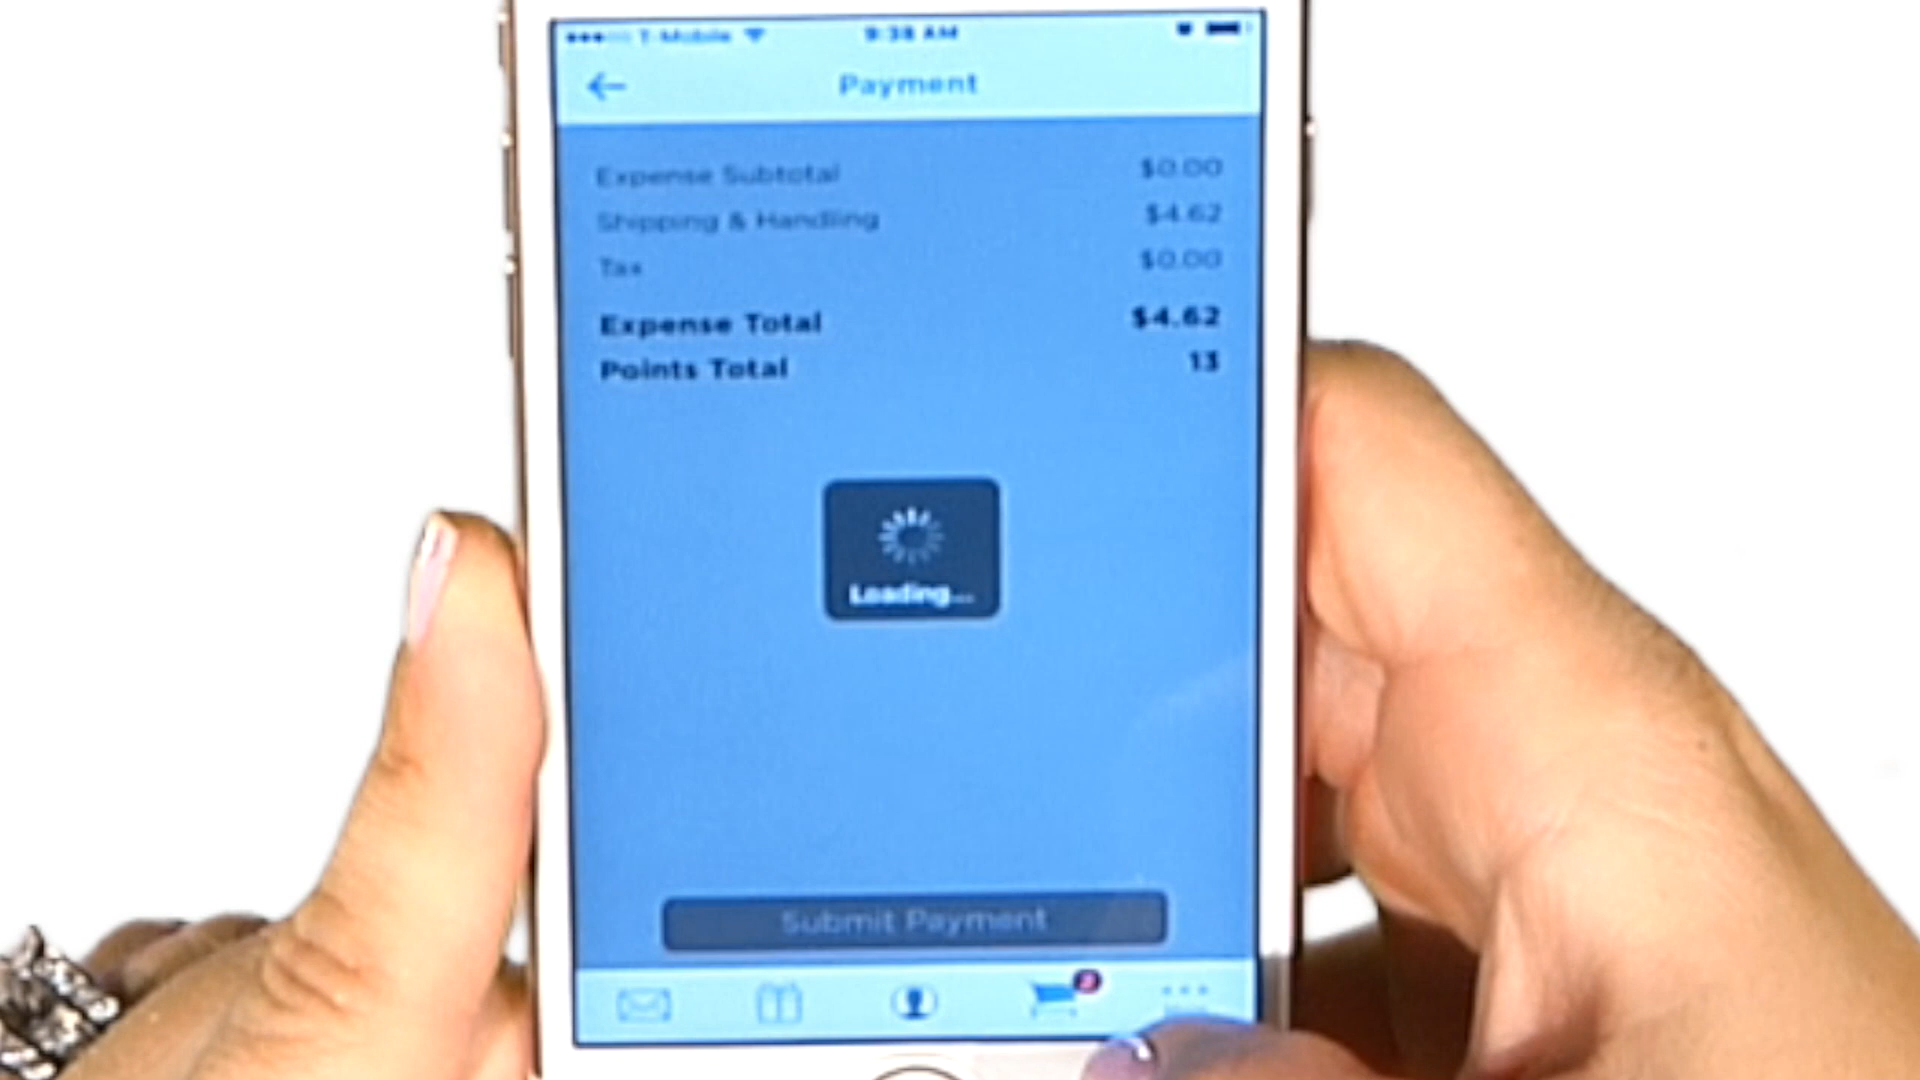 T-Mobile 9:38 AM
Payment
Expense Subtotal $0.00
Shipping & Handling $4.62
Tax $0.00
Expense Total $4.62
Points Total 13
Loading...
Submit Payment